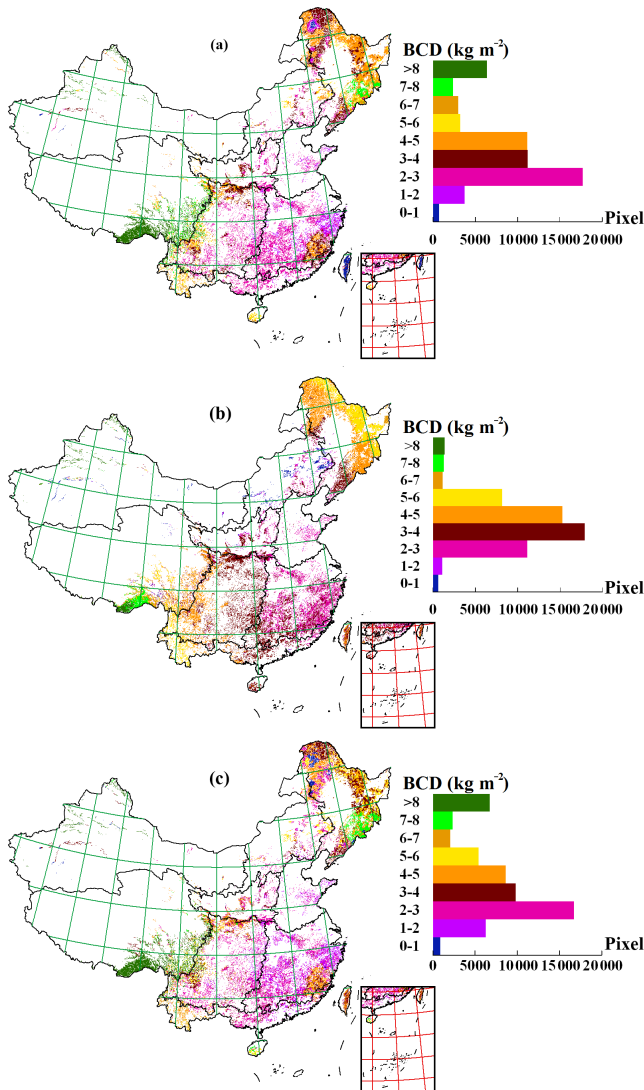 (a)
BCD (kg m⁻²)
>8
7-8
6-7
5-6
4-5
3-4
2-3
1-2
0-1
Pixel
0 5000 10000 15000 20000
(b)
BCD (kg m⁻²)
>8
7-8
6-7
5-6
4-5
3-4
2-3
1-2
0-1
Pixel
0 5000 10000 15000 20000
(c)
BCD (kg m⁻²)
>8
7-8
6-7
5-6
4-5
3-4
2-3
1-2
0-1
Pixel
0 5000 10000 15000 20000